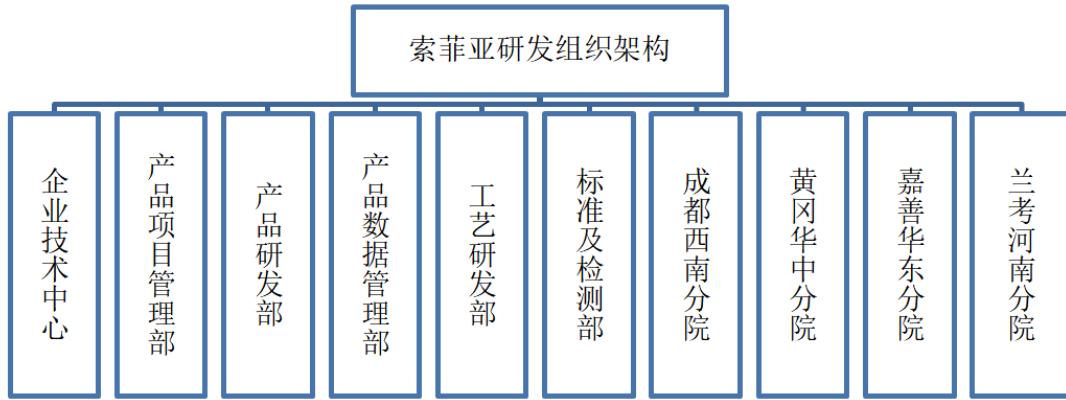 索菲亚研发组织架构
企业技术中心
产品项目管理部
产品研发部
产品数据管理部
工艺研发部
标准及检测部
成都西南分院
黄冈华中分院
嘉善华东分院
兰考河南分院